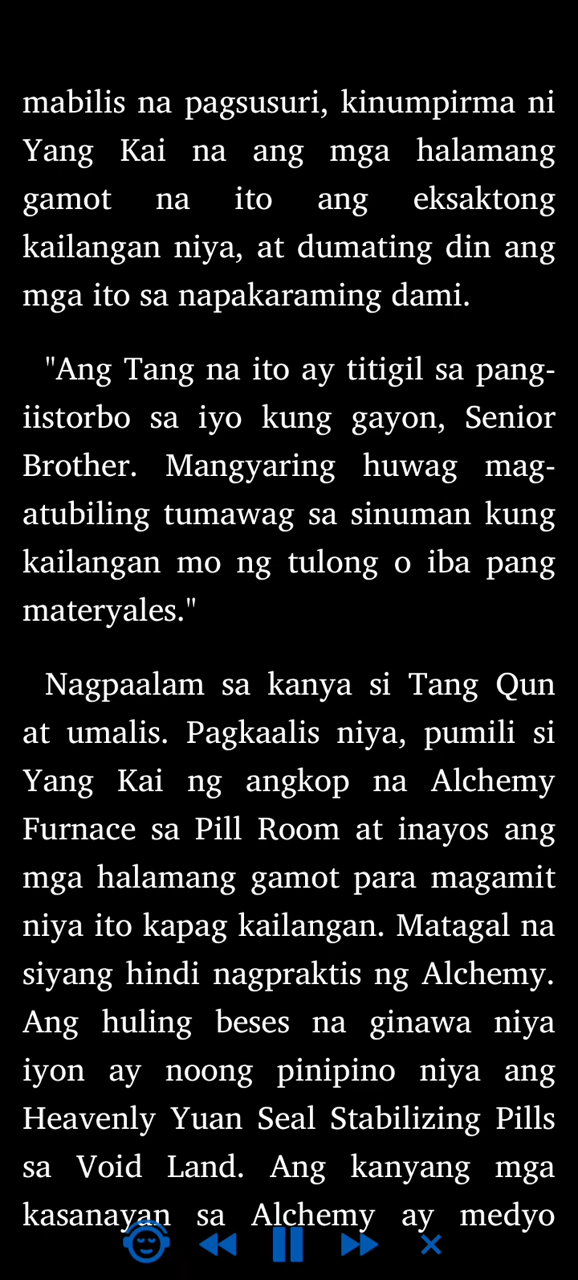 mabilis na pagsusuri, kinumpirma ni
Yang Kai na ang mga halamang
gamot na ito ang eksaktong
kailangan niya, at dumating din ang
mga ito sa napakaraming dami.
"Ang Tang na ito ay titigil sa pang-
iistorbo sa iyo kung gayon, Senior
Brother. Mangyaring huwag mag-
atubiling tumawag sa sinuman kung
kailangan mo ng tulong o iba pang
materyales."
Nagpaalam sa kanya si Tang Qun
at umalis. Pagkaalis niya, pumili si
Yang Kai ng angkop na Alchemy
Furnace sa Pill Room at inayos ang
mga halamang gamot para magamit
niya ito kapag kailangan. Matagal na
siyang hindi nagpraktis ng Alchemy.
Ang huling beses na ginawa niya
iyon ay noong pinipino niya ang
Heavenly Yuan Seal Stabilizing Pills
sa Void Land. Ang kanyang mga
kasanayan sa Alchemy ay medyo